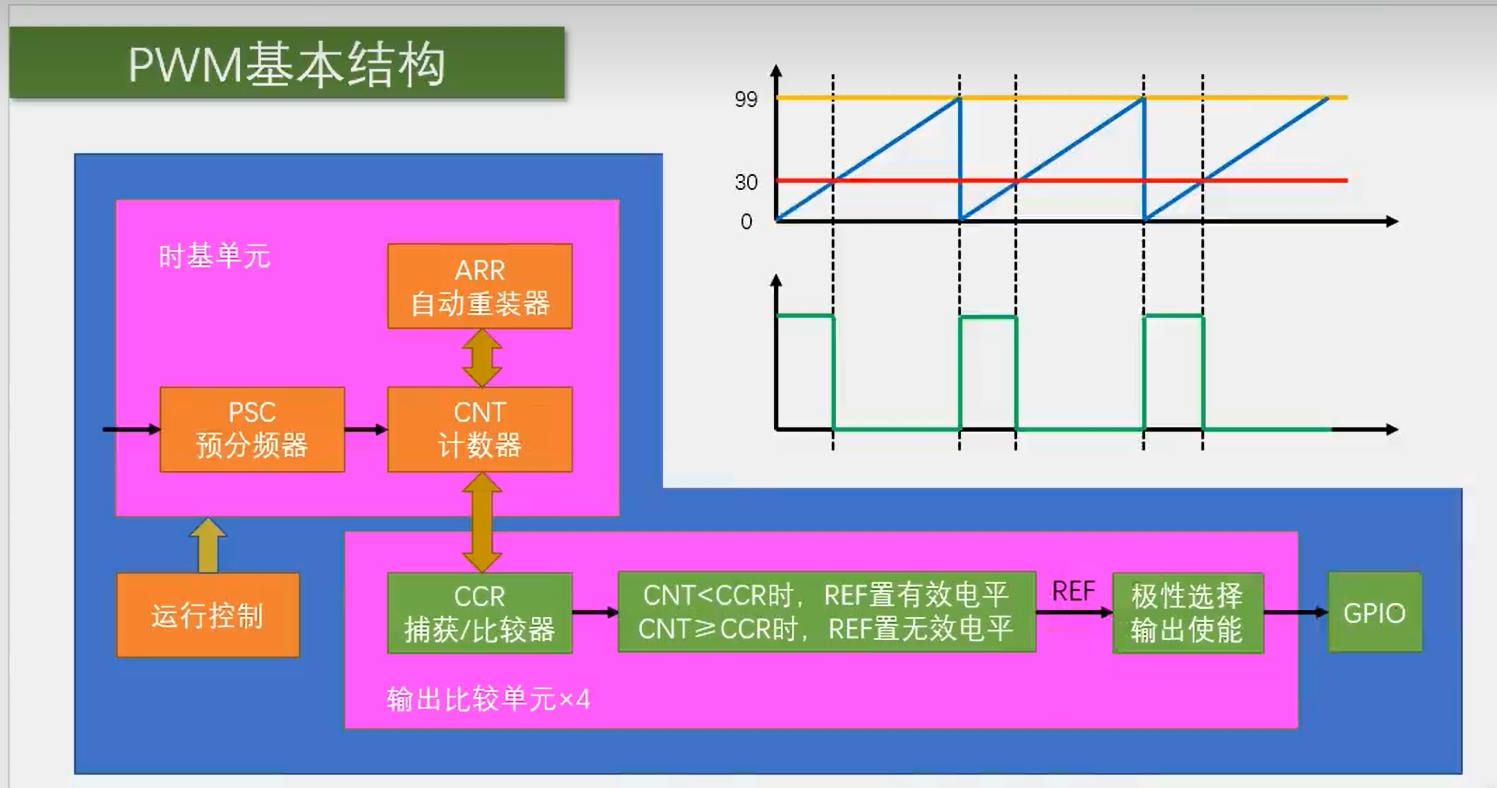 PWM基本结构
99
30
0
时基单元
ARR
自动重装器
PSC
预分频器
CNT
计数器
运行控制
CCR
捕获/比较器
CNT<CCR时，REF置有效电平
CNT≥CCR时，REF置无效电平
REF
极性选择
输出使能
GPIO
输出比较单元×4